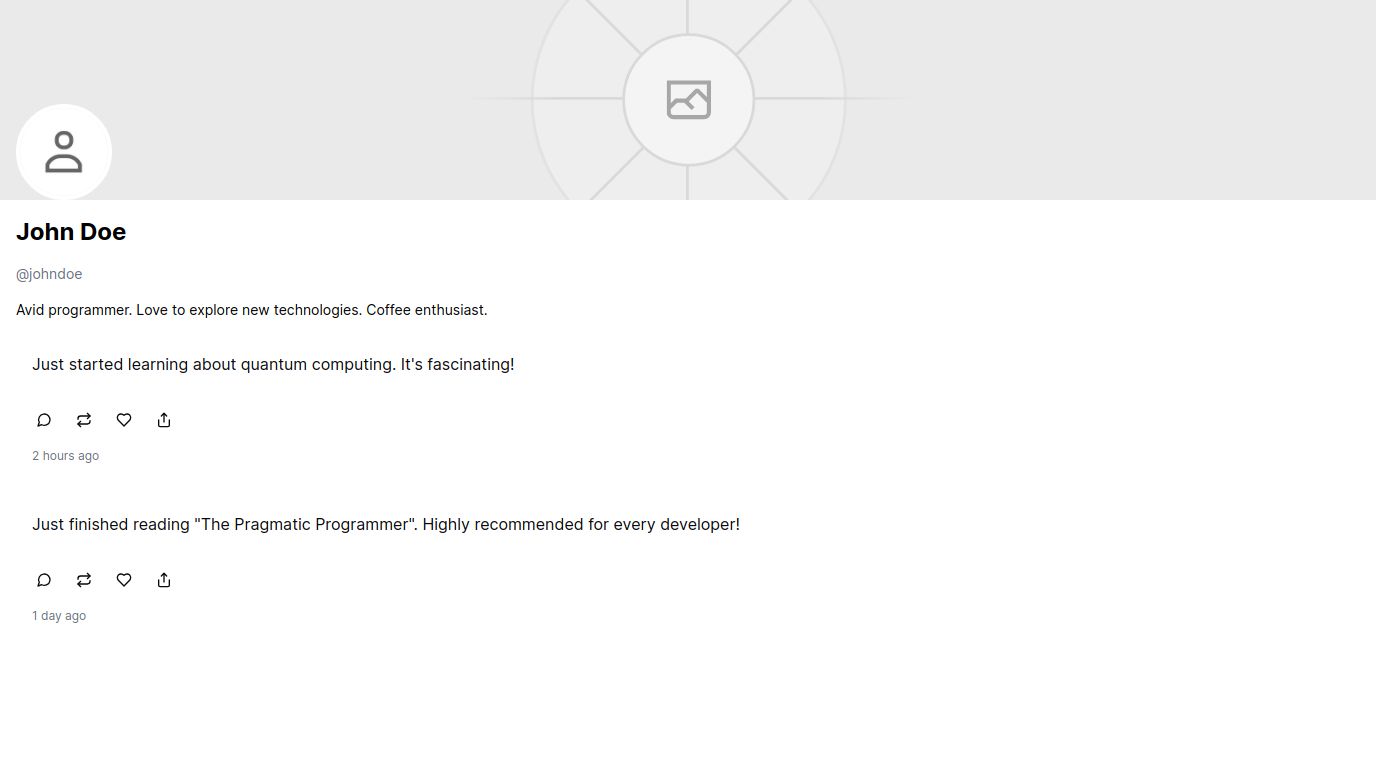 John Doe
@johndoe
Avid programmer. Love to explore new technologies. Coffee enthusiast.
Just started learning about quantum computing. It's fascinating!
2 hours ago
Just finished reading "The Pragmatic Programmer". Highly recommended for every developer!
1 day ago